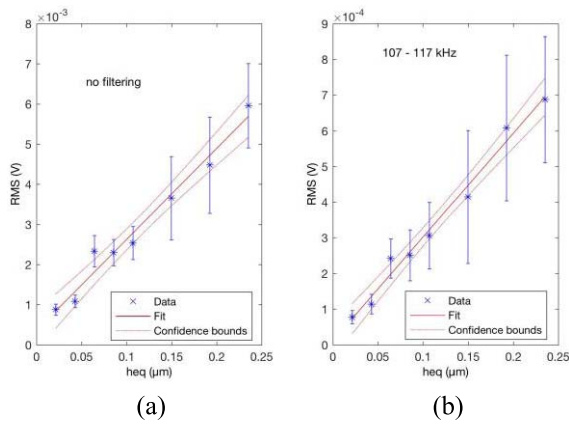 ×10⁻³
8
7
6
5
4
3
2
1
0
RMS (V)
no filtering
Data
Fit
Confidence bounds
0 0.05 0.1 0.15 0.2 0.25
heq (μm)
(a)
×10⁻⁴
9
8
7
6
5
4
3
2
1
0
RMS (V)
107 - 117 kHz
Data
Fit
Confidence bounds
0 0.05 0.1 0.15 0.2 0.25
heq (μm)
(b)